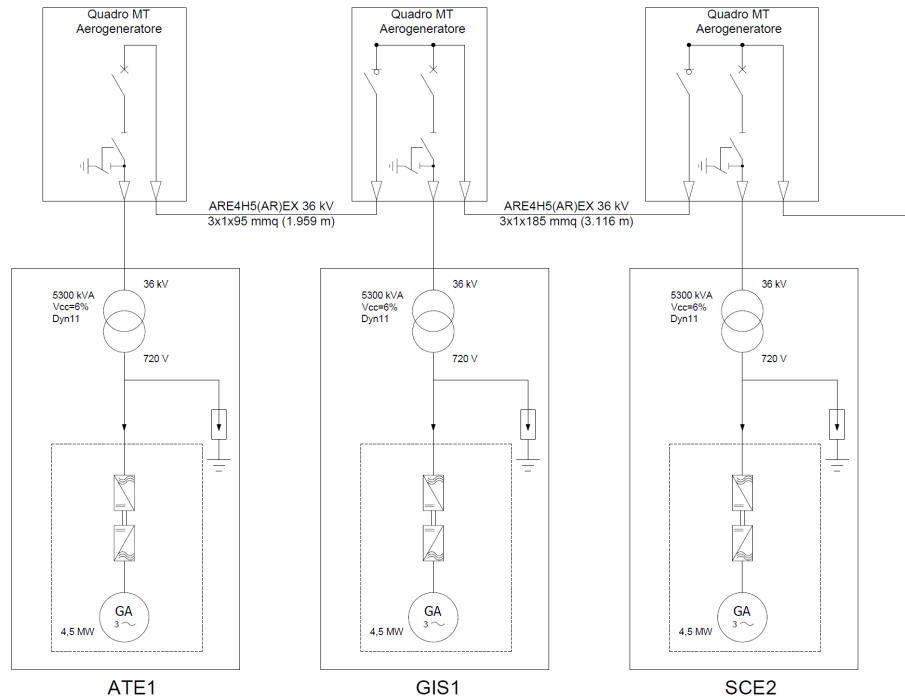 Quadro MT
Aerogeneratore
Quadro MT
Aerogeneratore
Quadro MT
Aerogeneratore
ARE4H5(AR)EX 36 kV
3x1x95 mmq (1.959 m)
ARE4H5(AR)EX 36 kV
3x1x185 mmq (3.116 m)
36 kV
5300 kVA
Vcc=6%
Dyn11
720 V
36 kV
5300 kVA
Vcc=6%
Dyn11
720 V
36 kV
5300 kVA
Vcc=6%
Dyn11
720 V
GA
3
4,5 MW
GA
3
4,5 MW
GA
3
4,5 MW
ATE1
GIS1
SCE2